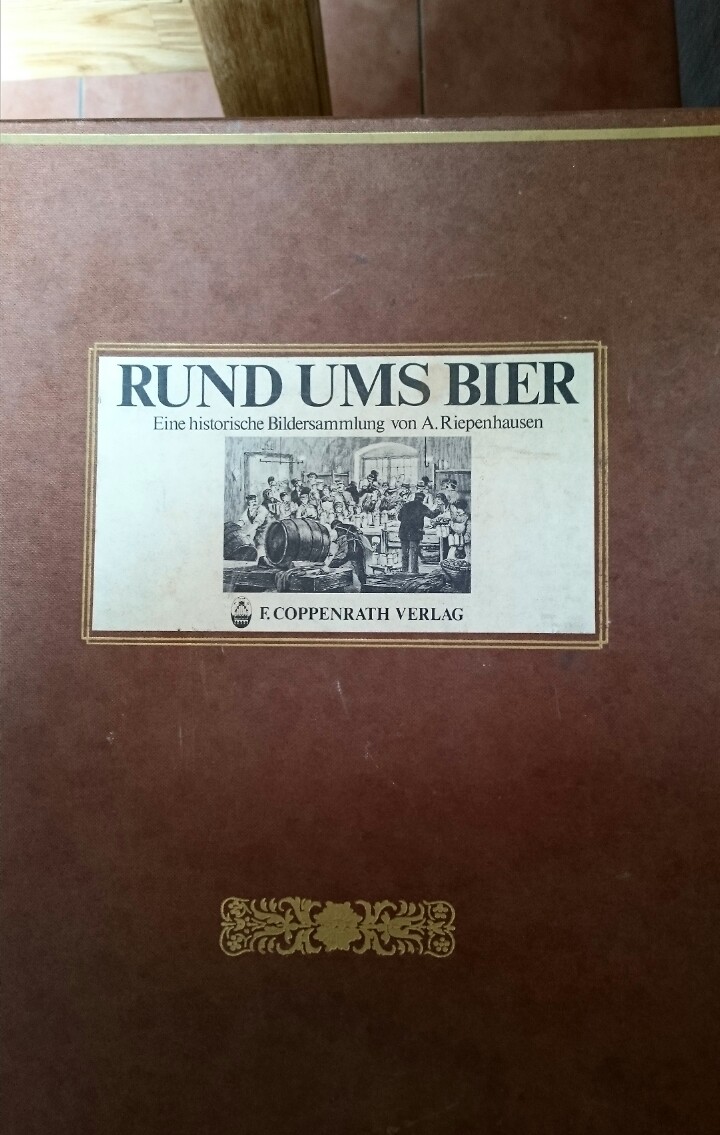 RUND UMS BIER
Eine historische Bildersammlung von A. Riepenhausen
F. COPPENRATH VERLAG